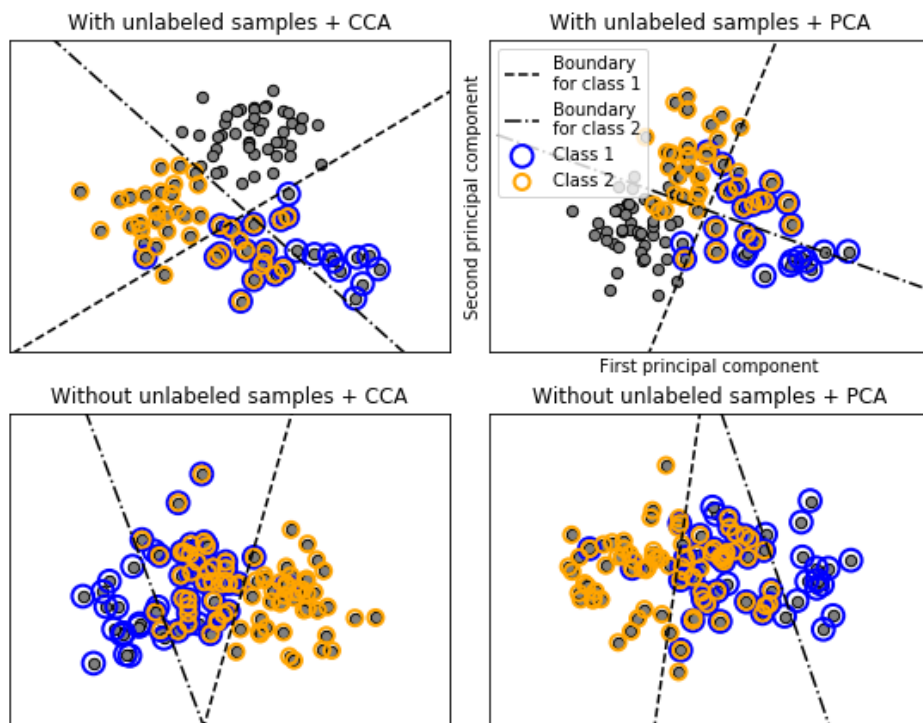 With unlabeled samples + CCA
With unlabeled samples + PCA
Boundary
for class 1
Boundary
for class 2
Class 1
Class 2
Second principal component
First principal component
Without unlabeled samples + CCA
Without unlabeled samples + PCA